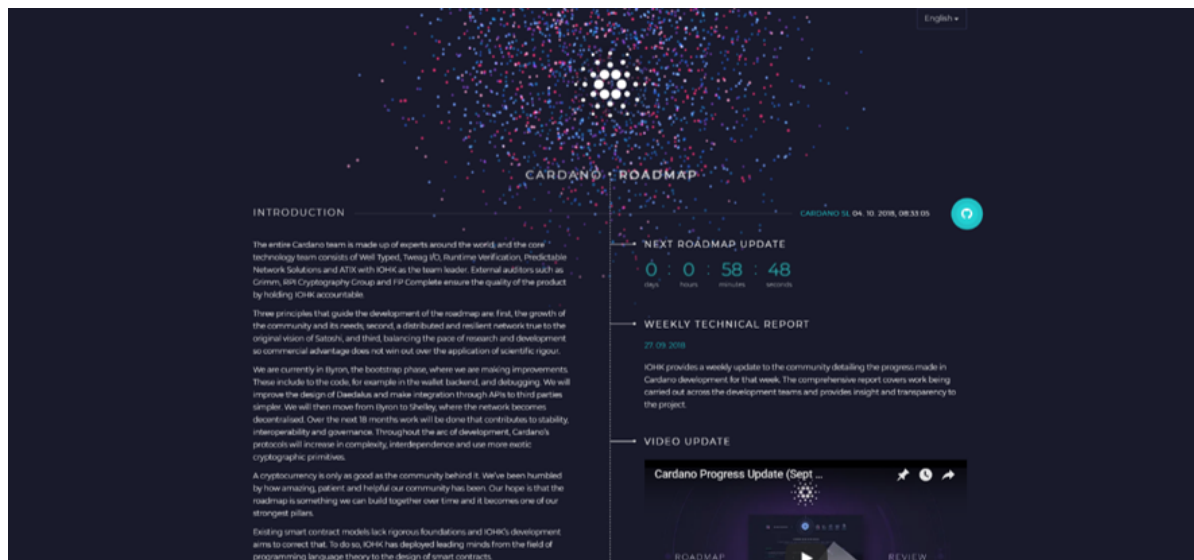 English
CARDANO • ROADMAP
INTRODUCTION
CARDANO SL 04. 10. 2018, 08:33:05
The entire Cardano team is made up of experts around the world, and the core
technology team consists of Well Typed, Tweag I/O, Runtime Verification, Predictable
Network Solutions and ATIX with IOHK as the team leader. External auditors such as
Grimm, RPI Cryptography Group and FP Complete ensure the quality of the product
by holding IOHK accountable.
Three principles that guide the development of the roadmap are: first, the growth of
the community and its needs; second, a distributed and resilient network true to the
original vision of Satoshi, and third, balancing the pace of research and development
so commercial advantage does not win out over the application of scientific rigour.
We are currently in Byron, the bootstrap phase, where we are making improvements.
These include to the code, for example in the wallet backend, and debugging. We will
improve the design of Daedalus and make integration through APIs to third parties
simpler. We will then move from Byron to Shelley, where the network becomes
decentralised. Over the next 18 months work will be done that contributes to stability,
interoperability and governance. Throughout the arc of development, Cardano's
protocols will increase in complexity, interdependence and use more exotic
cryptographic primitives.
A cryptocurrency is only as good as the community behind it. We've been humbled
by how amazing, patient and helpful our community has been. Our hope is that the
roadmap is something we can build together over time and it becomes one of our
strongest pillars.
Existing smart contract models lack rigorous foundations and IOHK's development
aims to correct that. To do so, IOHK has deployed leading minds from the field of
programming language theory to the design of smart contracts.
NEXT ROADMAP UPDATE
0 : 0 : 58 : 48
days hours minutes seconds
WEEKLY TECHNICAL REPORT
27. 09. 2018
IOHK provides a weekly update to the community detailing the progress made in
Cardano development for that week. The comprehensive report covers work being
carried out across the development teams and provides insight and transparency to
the project.
VIDEO UPDATE
Cardano Progress Update (Sept ...
ROADMAP REVIEW